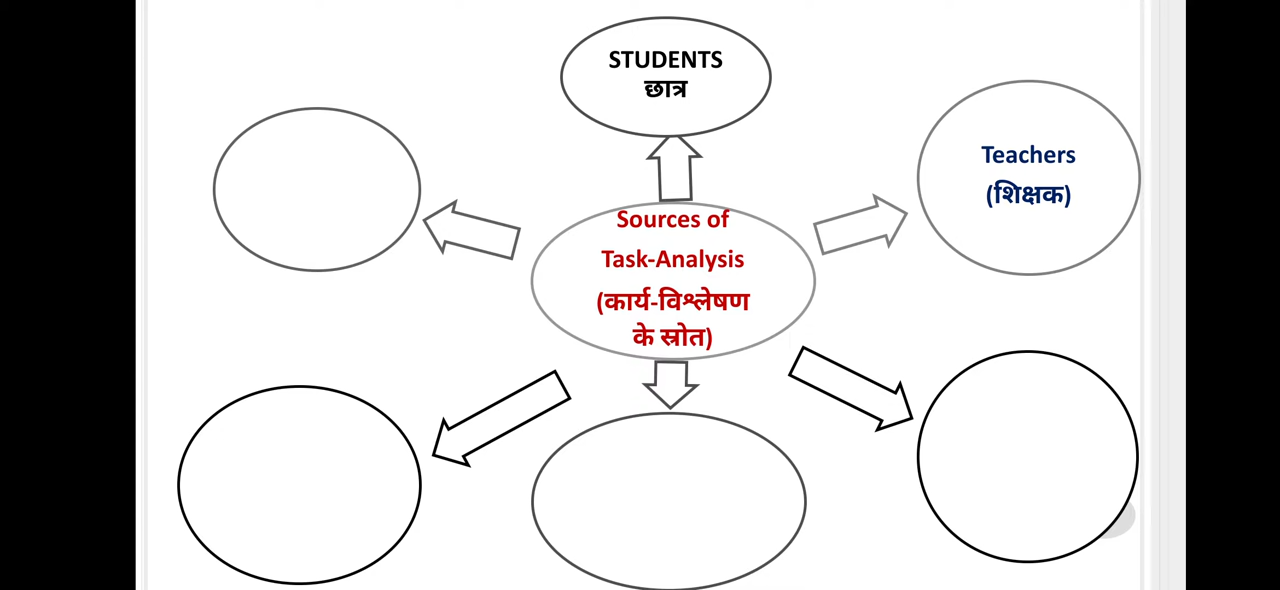 STUDENTS
छात्र
Teachers
(शिक्षक)
Sources of
Task-Analysis
(कार्य-विश्लेषण
के स्रोत)